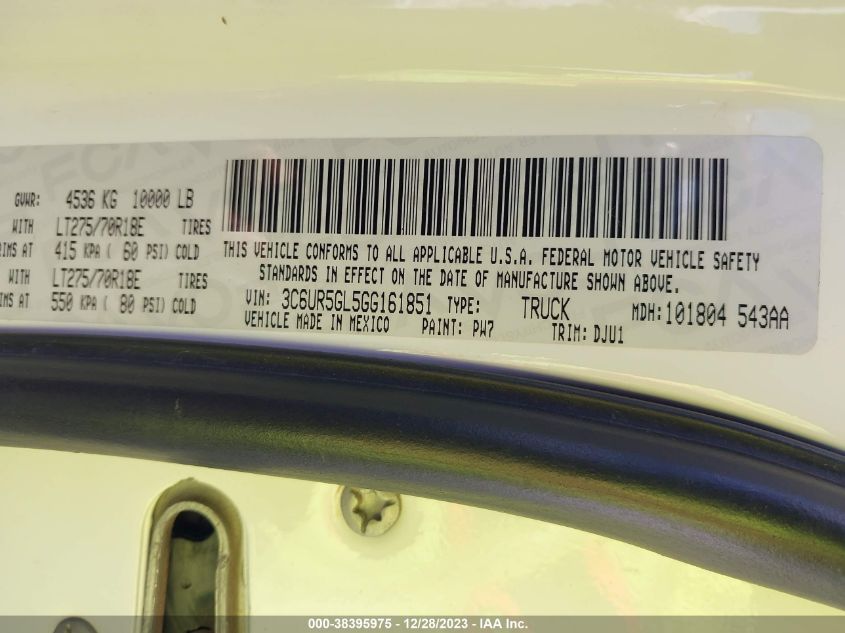 GVWR: 4536 KG 10000 LB
WITH LT275/70R18E TIRES
RIMS AT 415 KPA ( 60 PSI) COLD
WITH LT275/70R18E TIRES
RIMS AT 550 KPA ( 80 PSI) COLD
THIS VEHICLE CONFORMS TO ALL APPLICABLE U.S.A. FEDERAL MOTOR VEHICLE SAFETY
STANDARDS IN EFFECT ON THE DATE OF MANUFACTURE SHOWN ABOVE.
VIN: 3C6UR5GL5GG161851 TYPE: TRUCK MDH: 101804 543AA
VEHICLE MADE IN MEXICO PAINT: PW7 TRIM: DJU1
000-38395975 - 12/28/2023 - IAA Inc.